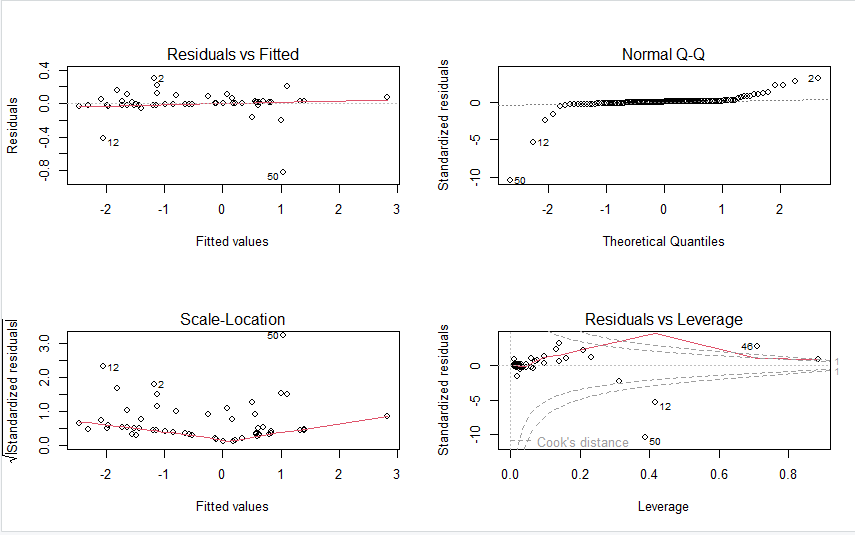 Residuals vs Fitted
Residuals
0.4
0.0
-0.8
2
12
50
-2 -1 0 1 2 3
Fitted values
Normal Q-Q
Standardized residuals
0
-5
-10
2
12
50
-2 -1 0 1 2
Theoretical Quantiles
Scale-Location
√|Standardized residuals|
3.0
2.0
1.0
0.0
50
12
2
-2 -1 0 1 2 3
Fitted values
Residuals vs Leverage
Standardized residuals
0
-5
-10
46
1
1
12
50
Cook's distance
0.0 0.2 0.4 0.6 0.8
Leverage